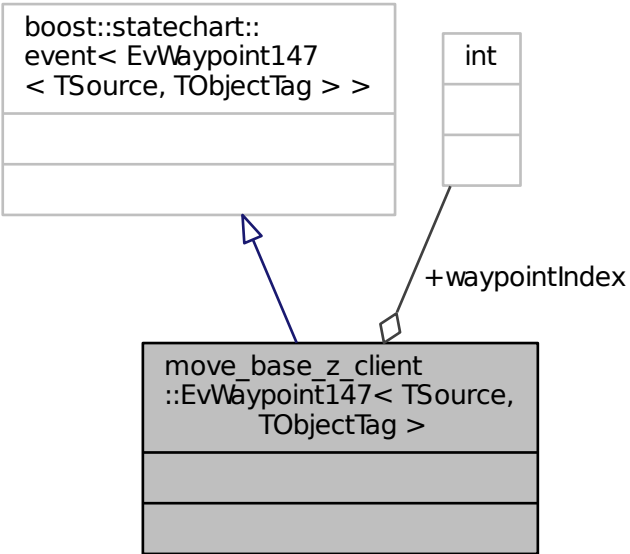 boost::statechart::
event< EvWaypoint147
< TSource, TObjectTag > >
int
+waypointIndex
move_base_z_client
::EvWaypoint147< TSource,
TObjectTag >